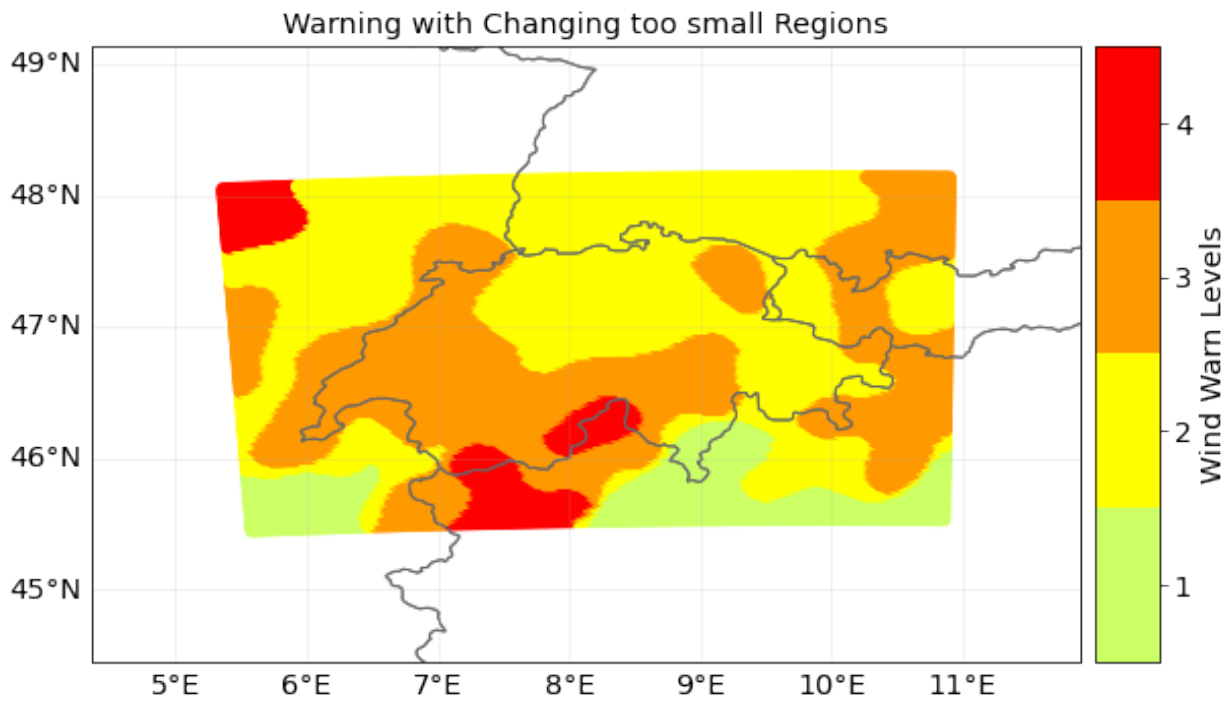 Warning with Changing too small Regions
49°N
48°N
47°N
46°N
45°N
5°E 6°E 7°E 8°E 9°E 10°E 11°E
4
3
2
1
Wind Warn Levels